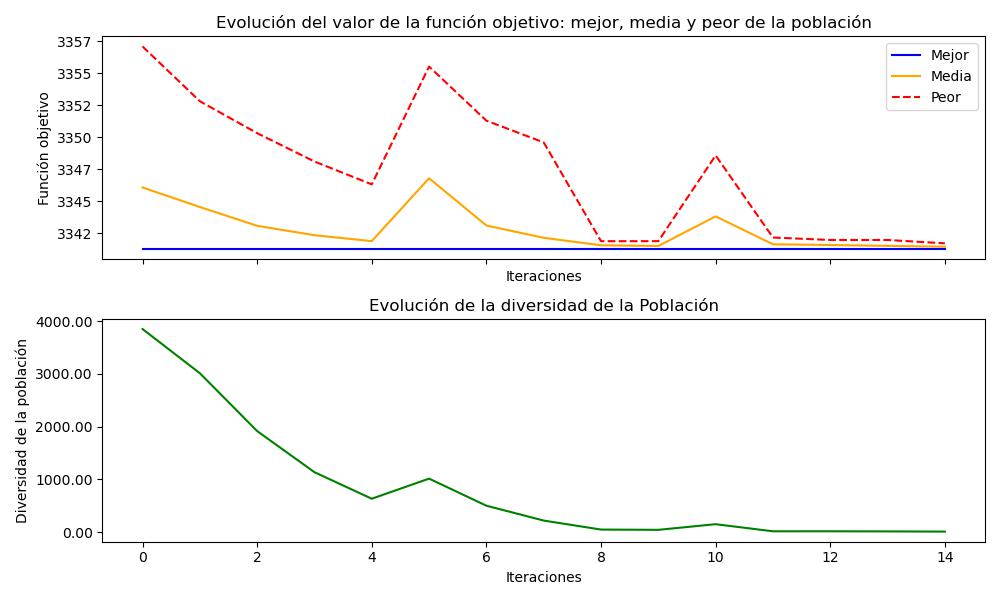 Evolución del valor de la función objetivo: mejor, media y peor de la población
Función objetivo
3357
3355
3352
3350
3347
3345
3342
Mejor
Media
Peor
Iteraciones
Evolución de la diversidad de la Población
Diversidad de la población
4000.00
3000.00
2000.00
1000.00
0.00
0 2 4 6 8 10 12 14
Iteraciones